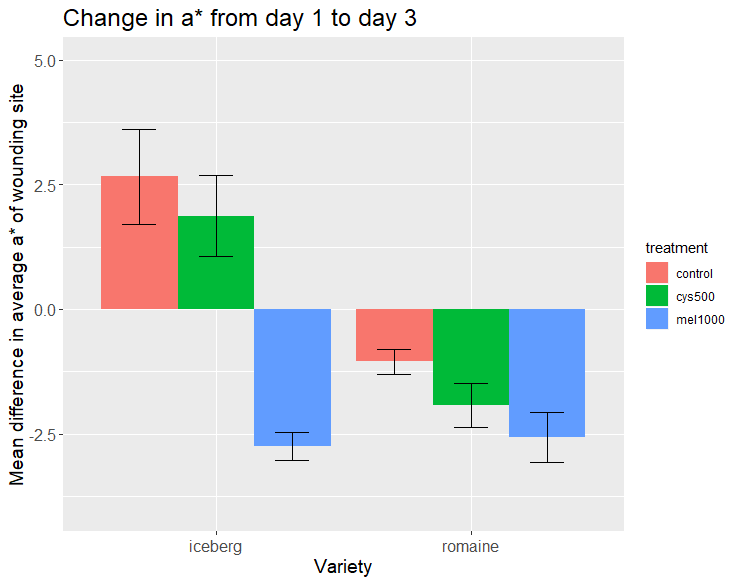 Change in a* from day 1 to day 3
Mean difference in average a* of wounding site
5.0
2.5
0.0
-2.5
iceberg
romaine
Variety
treatment
control
cys500
mel1000